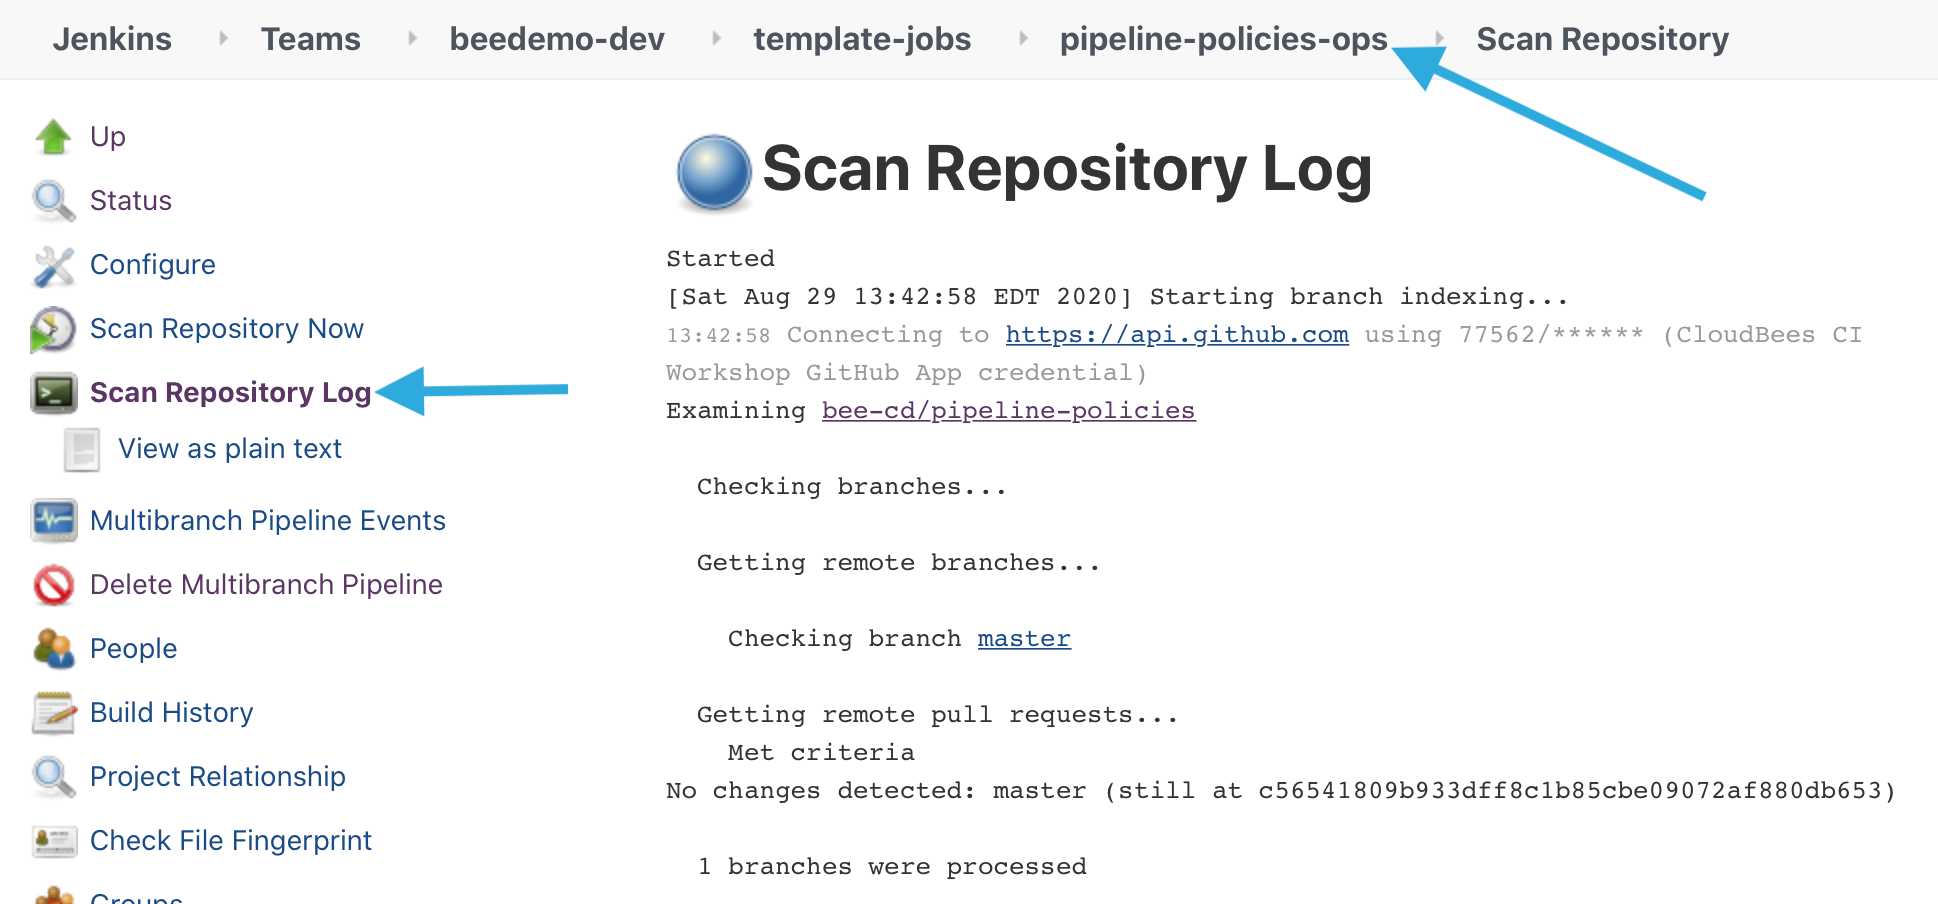 Jenkins Teams beedemo-dev template-jobs pipeline-policies-ops Scan Repository
Up
Status
Configure
Scan Repository Now
Scan Repository Log
View as plain text
Multibranch Pipeline Events
Delete Multibranch Pipeline
People
Build History
Project Relationship
Check File Fingerprint
Groups
Scan Repository Log
Started
[Sat Aug 29 13:42:58 EDT 2020] Starting branch indexing...
13:42:58 Connecting to https://api.github.com using 77562/****** (CloudBees CI
Workshop GitHub App credential)
Examining bee-cd/pipeline-policies
Checking branches...
Getting remote branches...
Checking branch master
Getting remote pull requests...
Met criteria
No changes detected: master (still at c56541809b933dff8c1b85cbe09072af880db653)
1 branches were processed